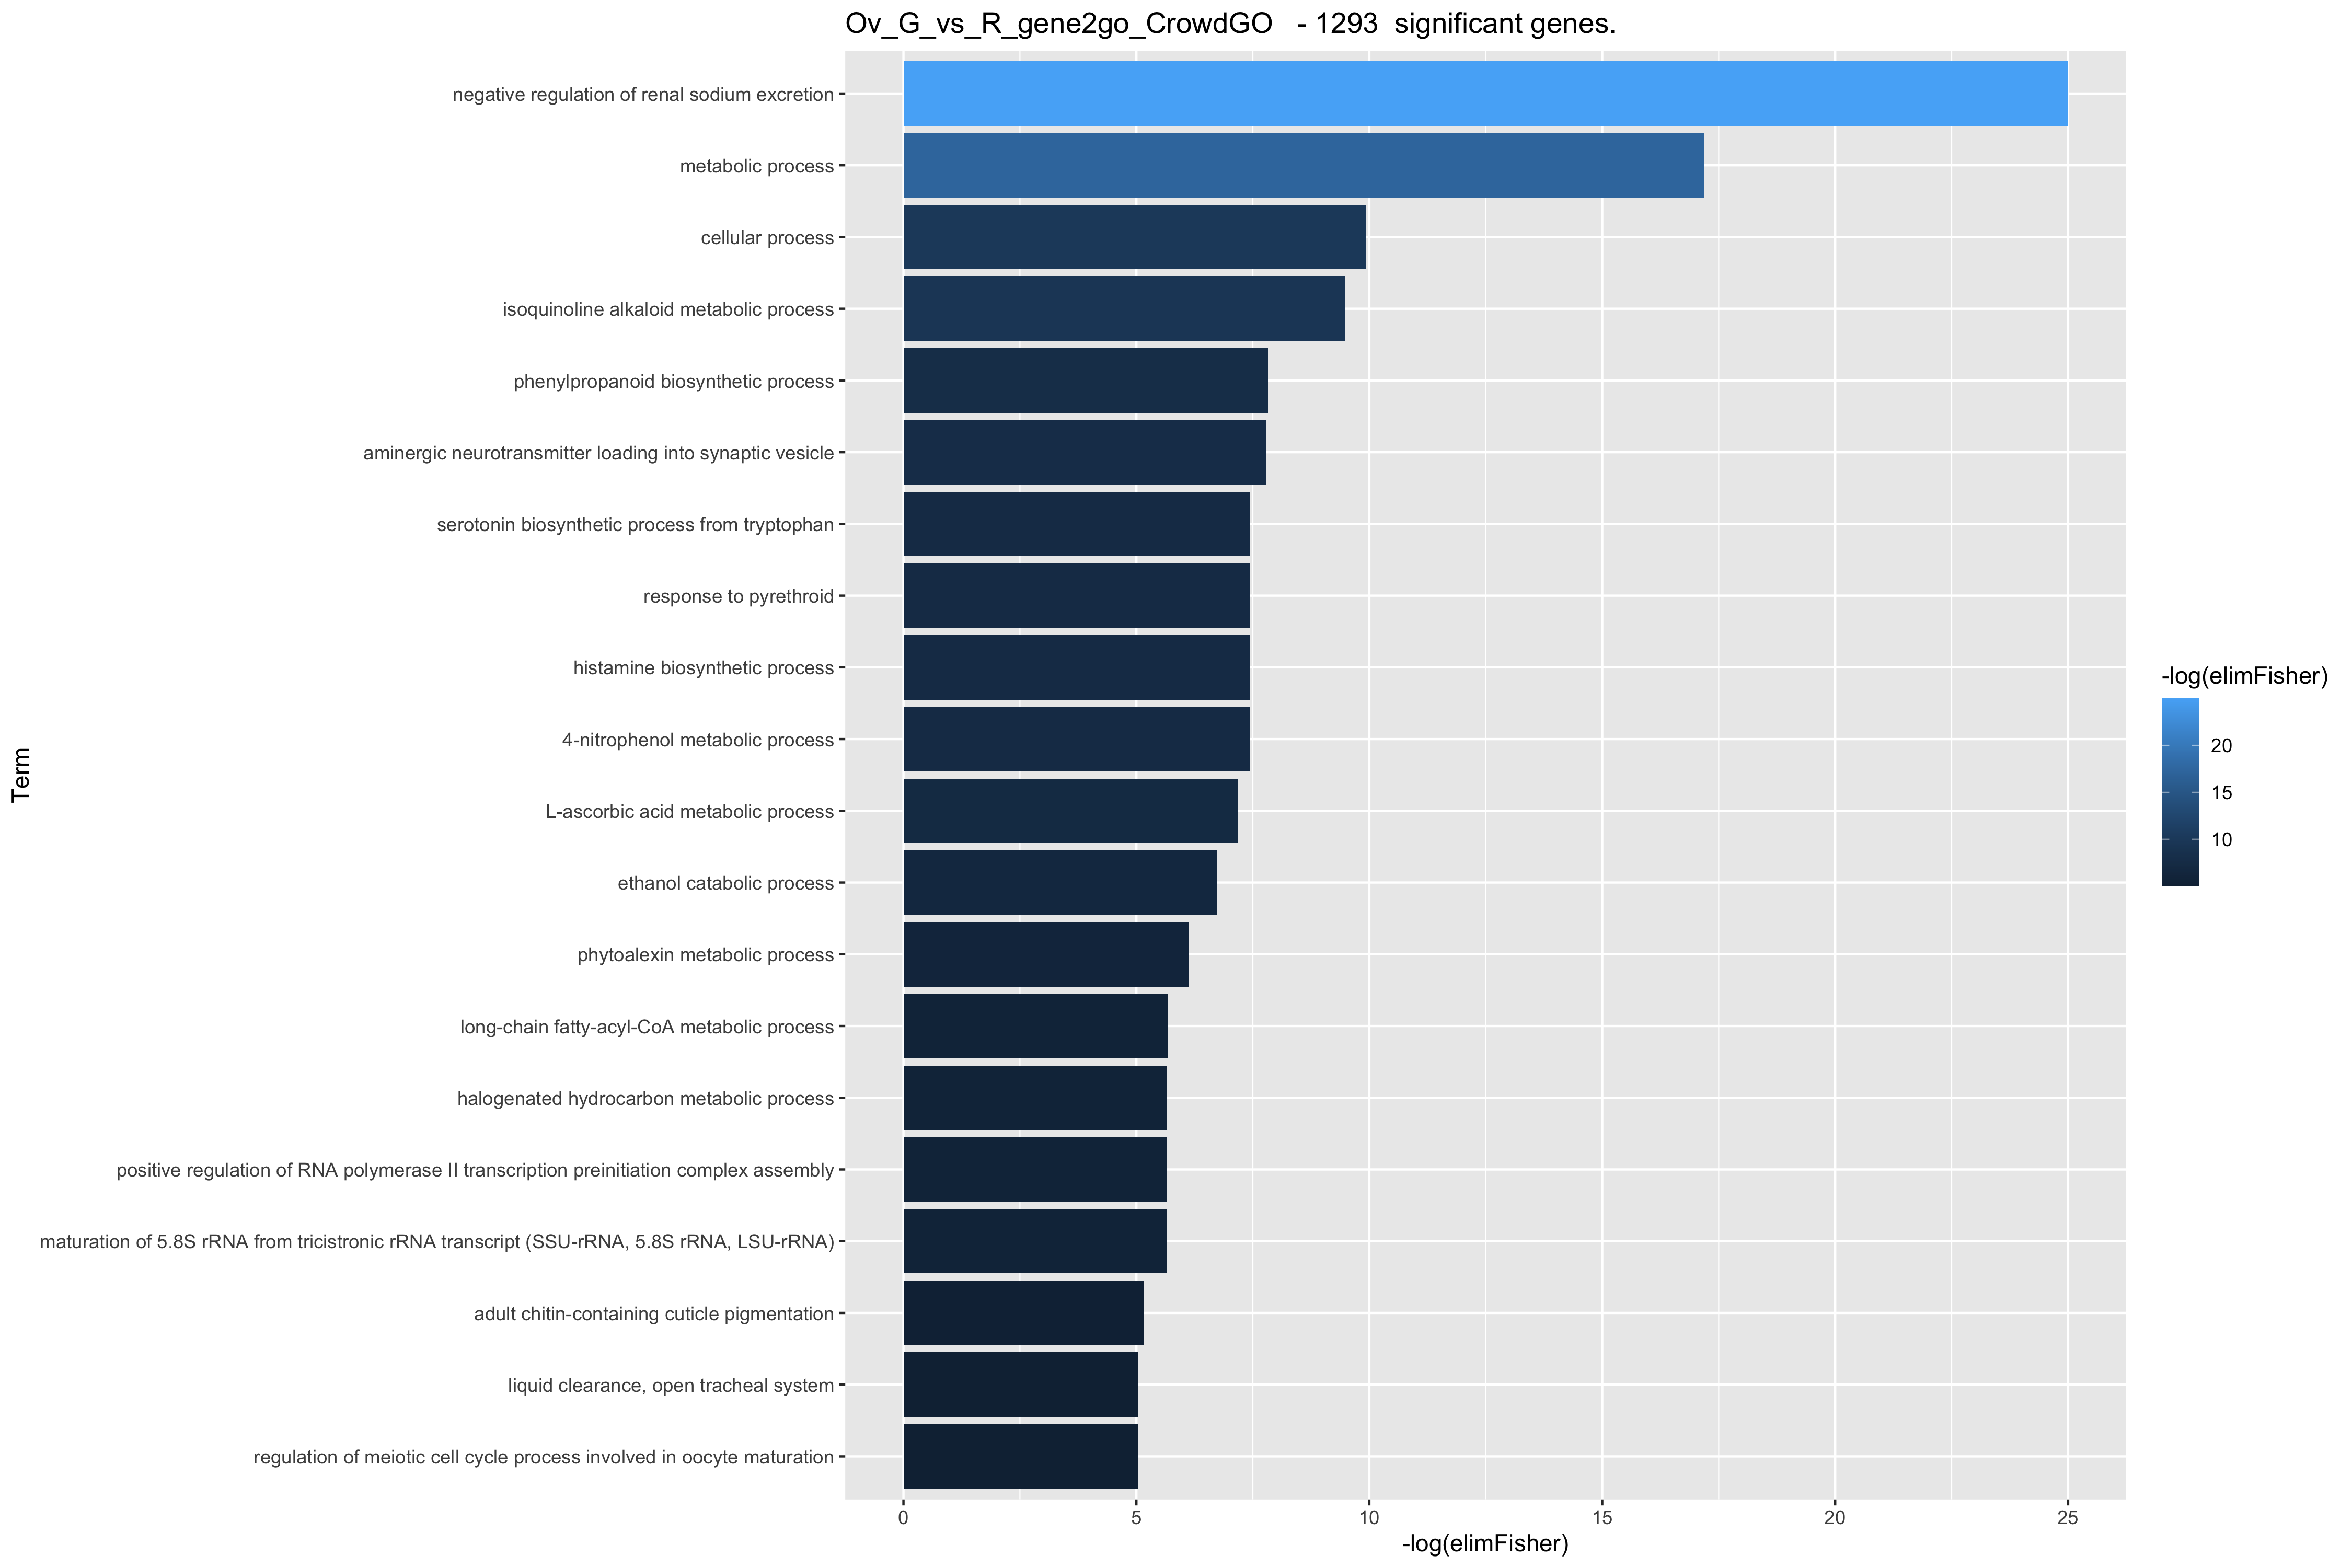 Ov_G_vs_R_gene2go_CrowdGO - 1293 significant genes.
negative regulation of renal sodium excretion
metabolic process
cellular process
isoquinoline alkaloid metabolic process
phenylpropanoid biosynthetic process
aminergic neurotransmitter loading into synaptic vesicle
serotonin biosynthetic process from tryptophan
response to pyrethroid
histamine biosynthetic process
4-nitrophenol metabolic process
L-ascorbic acid metabolic process
ethanol catabolic process
phytoalexin metabolic process
long-chain fatty-acyl-CoA metabolic process
halogenated hydrocarbon metabolic process
positive regulation of RNA polymerase II transcription preinitiation complex assembly
maturation of 5.8S rRNA from tricistronic rRNA transcript (SSU-rRNA, 5.8S rRNA, LSU-rRNA)
adult chitin-containing cuticle pigmentation
liquid clearance, open tracheal system
regulation of meiotic cell cycle process involved in oocyte maturation
Term
0 5 10 15 20 25
-log(elimFisher)
-log(elimFisher)
20
15
10